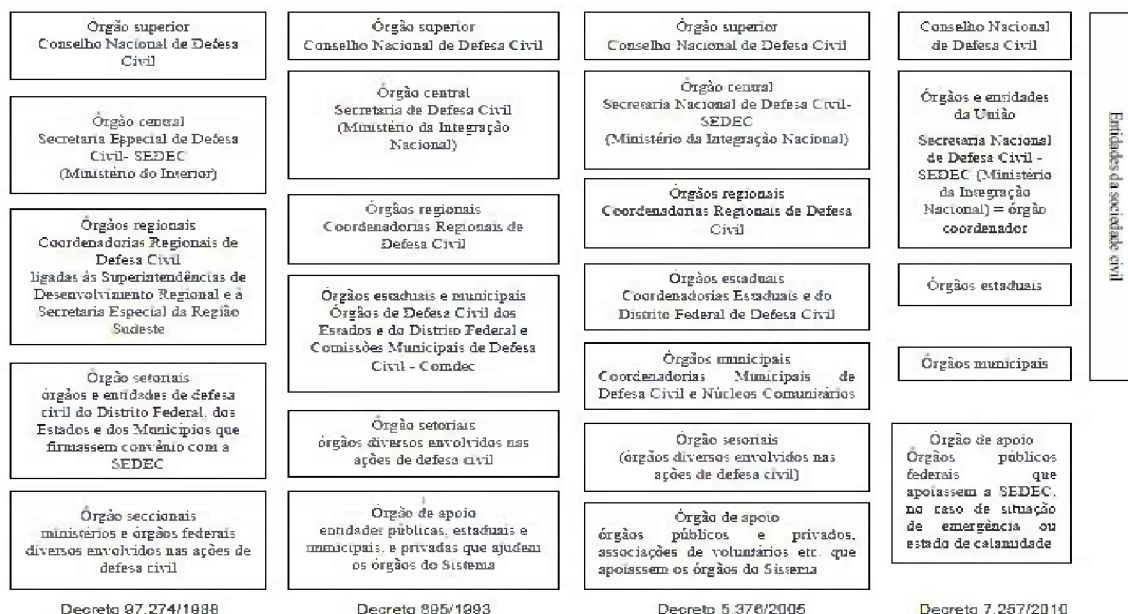 Órgão superior
Conselho Nacional de Defesa
Civil
Órgão central
Secretaria Especial de Defesa
Civil- SEDEC
(Ministério do Interior)
Órgãos regionais
Coordenadorias Regionais de
Defesa Civil
ligadas às Superintendências de
Desenvolvimento Regional e à
Secretaria Especial da Região
Sudeste
Órgão setoriais
órgãos e entidades de defesa
civil do Distrito Federal, dos
Estados e dos Municípios que
firmassem convênio com a
SEDEC
Órgão seccionais
ministérios e órgãos federais
diversos envolvidos nas ações de
defesa civil
Decreto 97.274/1988
Órgão superior
Conselho Nacional de Defesa Civil
Órgão central
Secretaria de Defesa Civil
(Ministério da Integração
Nacional)
Órgãos regionais
Coordenadorias Regionais de
Defesa Civil
Órgãos estaduais e municipais
Órgãos de Defesa Civil dos
Estados e do Distrito Federal e
Comissões Municipais de Defesa
Civil - Comdec
Órgão setoriais
órgãos diversos envolvidos nas
ações de defesa civil
Órgão de apoio
entidades públicas, estaduais e
municipais, e privadas que ajudem
os órgãos do Sistema
Decreto 895/1993
Órgão superior
Conselho Nacional de Defesa Civil
Órgão central
Secretaria Nacional de Defesa Civil-
SEDEC
(Ministério da Integração Nacional)
Órgãos regionais
Coordenadorias Regionais de Defesa
Civil
Órgãos estaduais
Coordenadorias Estaduais e do
Distrito Federal de Defesa Civil
Órgãos municipais
Coordenadorias Municipais de
Defesa Civil e Núcleos Comunitários
Órgão setoriais
(órgãos diversos envolvidos nas
ações de defesa civil)
Órgão de apoio
órgãos públicos e privados,
associações de voluntários etc. que
apoiassem os órgãos do Sistema
Decreto 5.376/2005
Conselho Nacional
de Defesa Civil
Órgãos e entidades
da União
Secretaria Nacional
de Defesa Civil -
SEDEC (Ministério
da Integração
Nacional) = órgão
coordenador
Órgãos estaduais
Órgãos municipais
Órgão de apoio
Órgãos públicos
federais que
apoiassem a SEDEC,
no caso de situação
de emergência ou
estado de calamidade
Decreto 7.257/2010
Entidades da sociedade civil